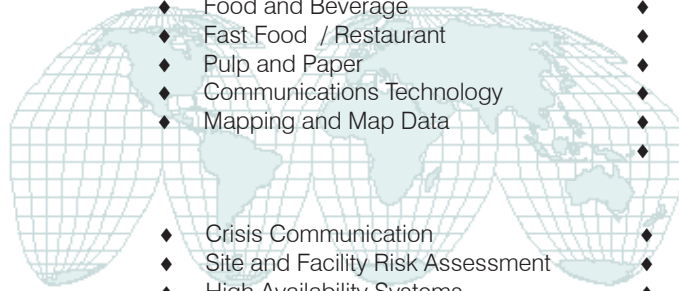 ♦ Food and Beverage ♦
♦ Fast Food / Restaurant ♦
♦ Pulp and Paper ♦
♦ Communications Technology ♦
♦ Mapping and Map Data ♦
♦
♦ Crisis Communication ♦
♦ Site and Facility Risk Assessment ♦
♦ High Availability Systems ♦